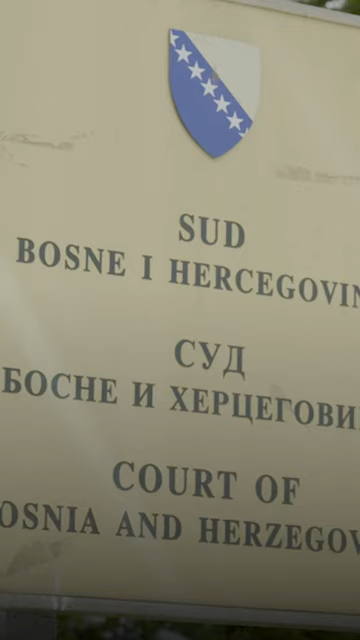 SUD
BOSNE I HERCEGOVIN
СУД
БОСНЕ И ХЕРЦЕГОВИ
COURT OF
OSNIA AND HERZEGOV